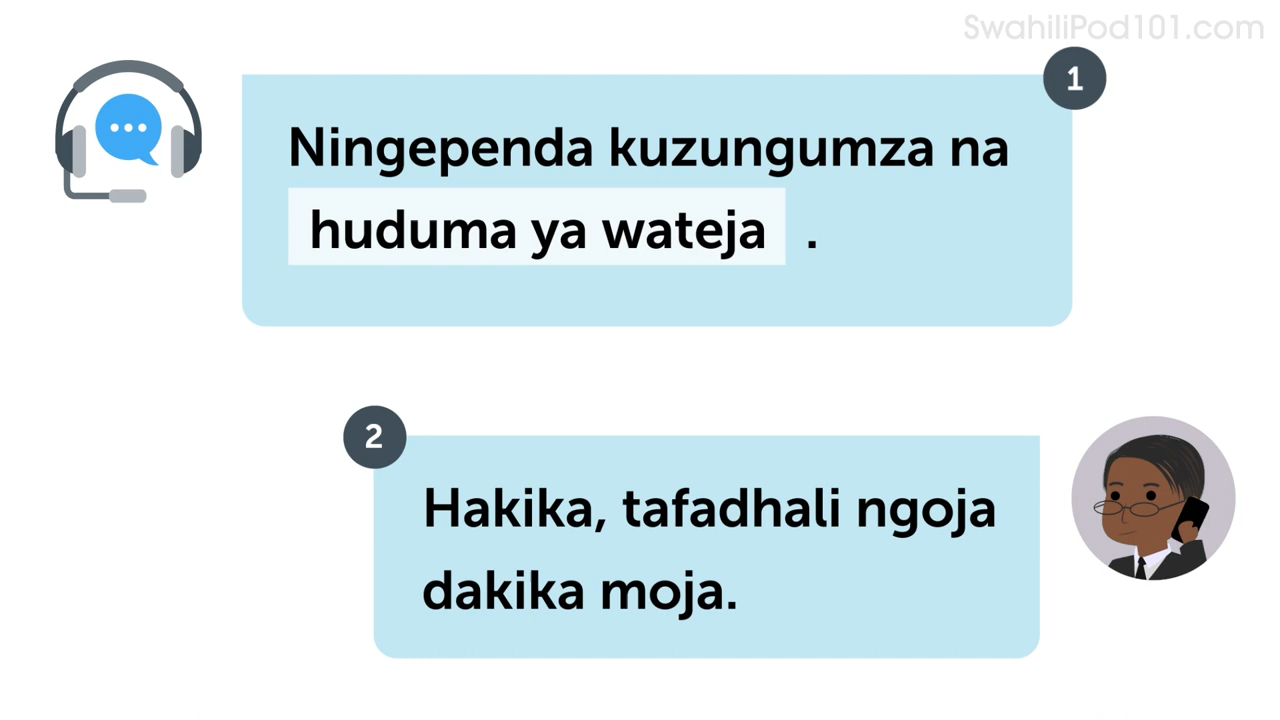 SwahiliPod101.com
1
Ningependa kuzungumza na
huduma ya wateja .
2
Hakika, tafadhali ngoja
dakika moja.